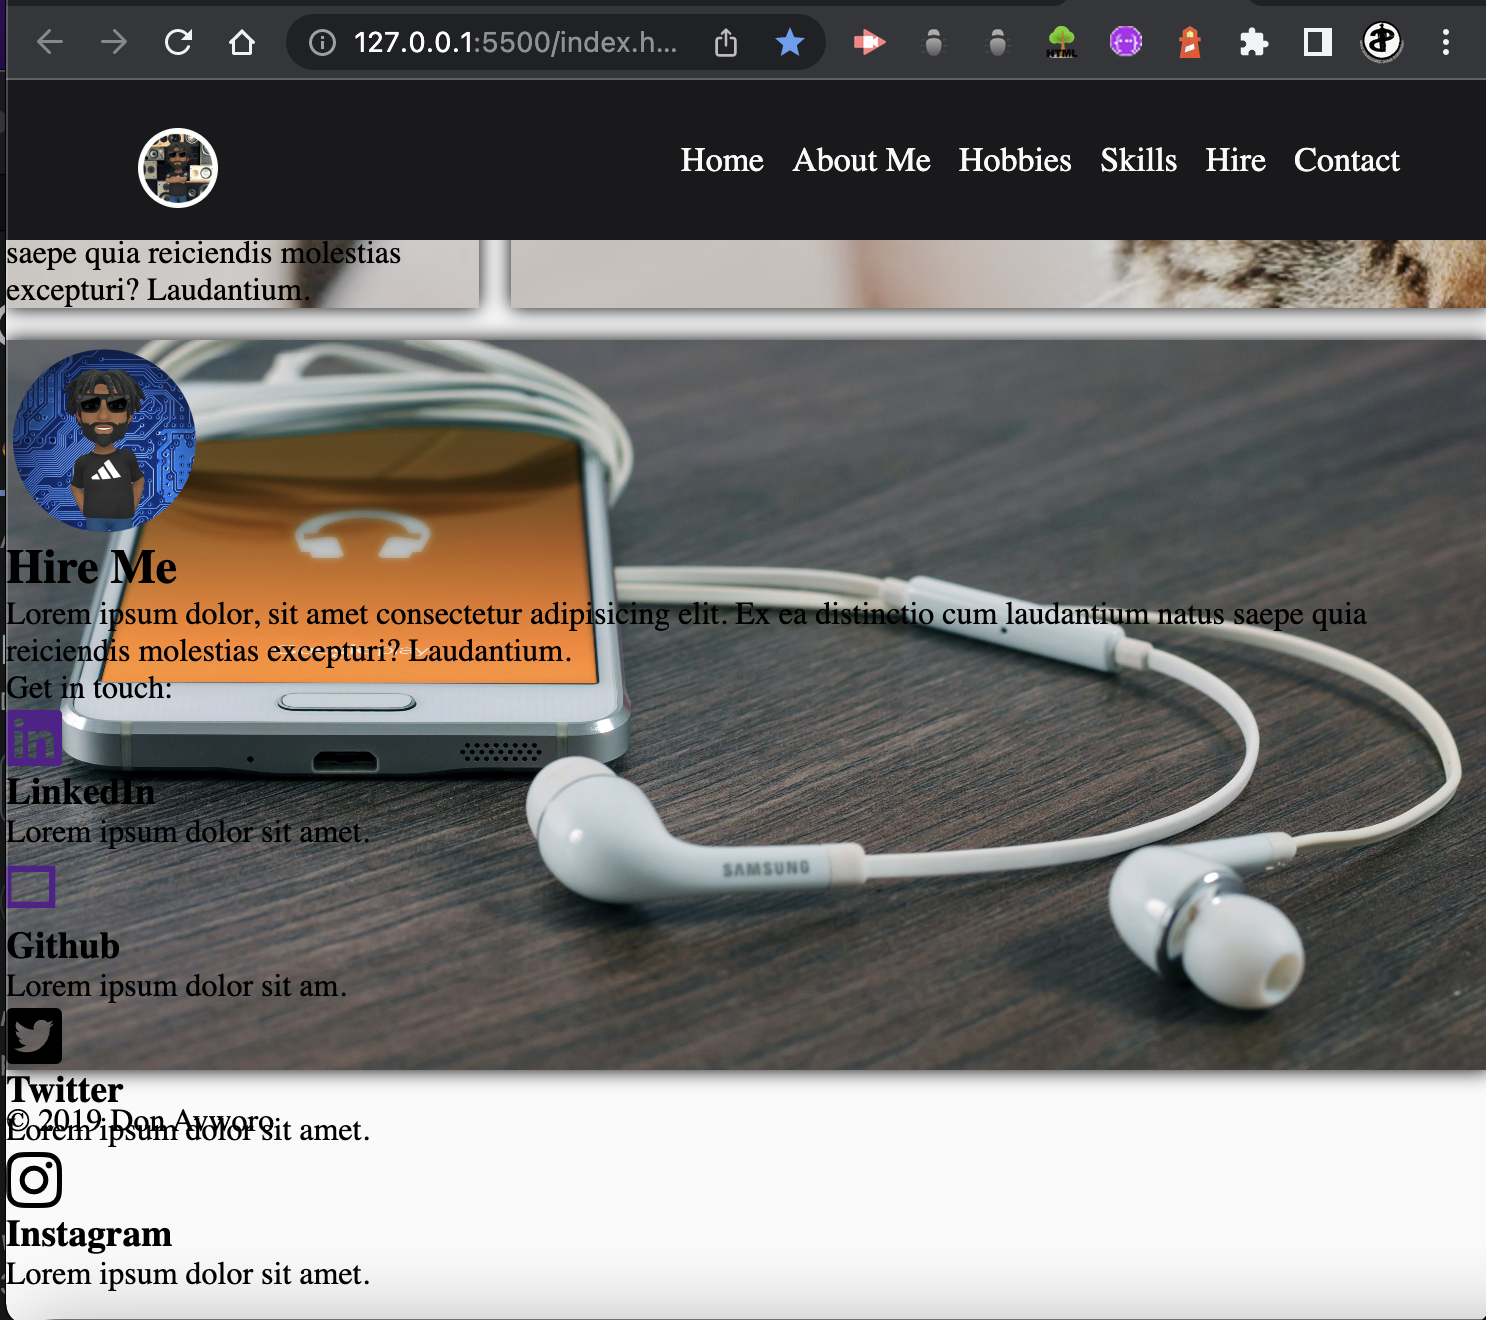 127.0.0.1:5500/index.h...
HTML
Home About Me Hobbies Skills Hire Contact
saepe quia reiciendis molestias
excepturi? Laudantium.
Hire Me
Lorem ipsum dolor, sit amet consectetur adipisicing elit. Ex ea distinctio cum laudantium natus saepe quia
reiciendis molestias excepturi? Laudantium.
Get in touch:
in
LinkedIn
Lorem ipsum dolor sit amet.
SAMSUNG
Github
Lorem ipsum dolor sit am.
Twitter
© 2019 Don Ayworo
Lorem ipsum dolor sit amet.
Instagram
Lorem ipsum dolor sit amet.